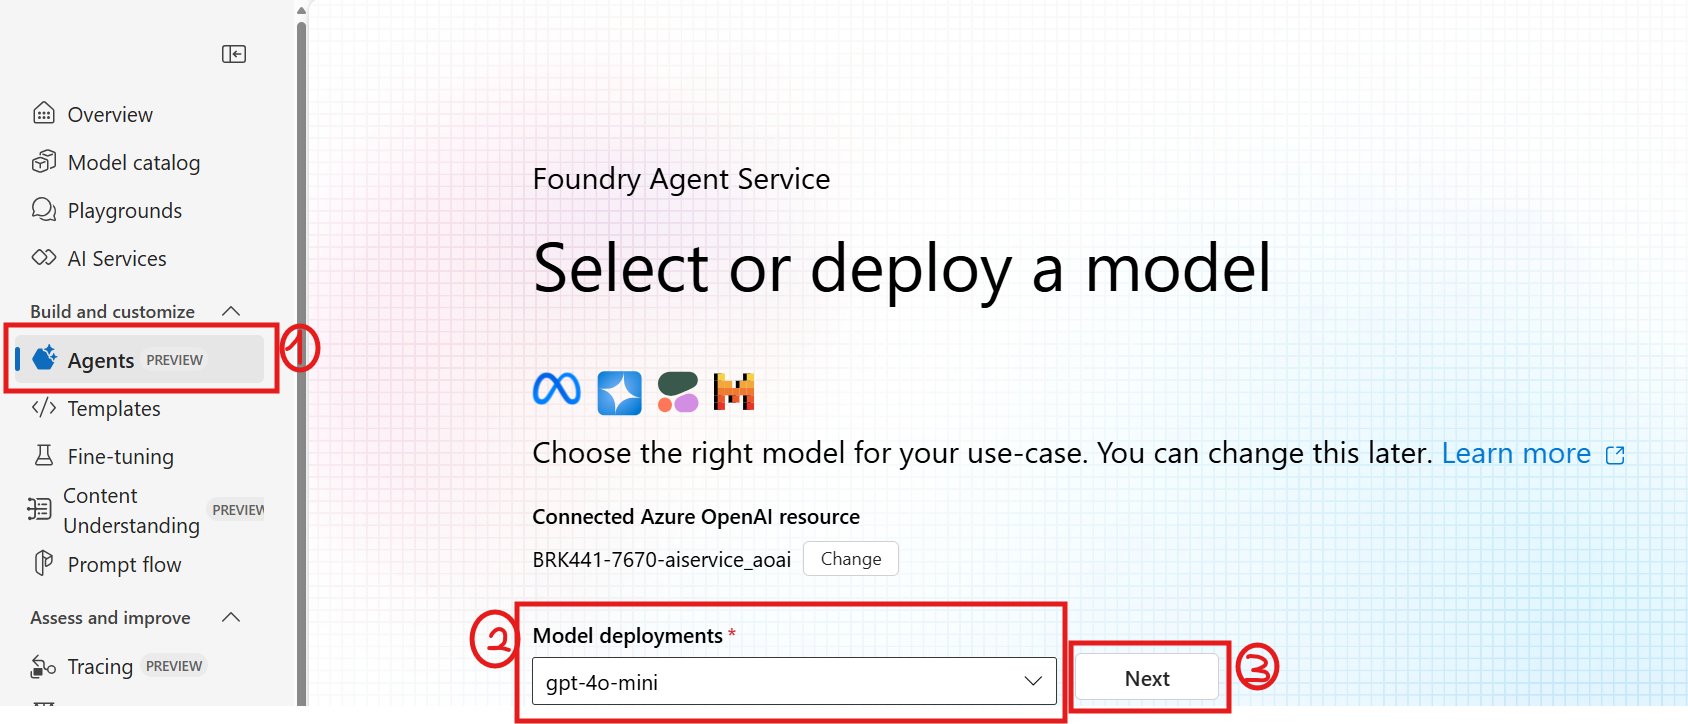 Overview
Model catalog
Playgrounds
AI Services
Build and customize
Agents PREVIEW
1
Templates
Fine-tuning
Content
Understanding
PREVIEW
Prompt flow
Assess and improve
Tracing PREVIEW
Foundry Agent Service
Select or deploy a model
Choose the right model for your use-case. You can change this later. Learn more
Connected Azure OpenAI resource
BRK441-7670-aiservice_aoai Change
2
Model deployments *
gpt-4o-mini
Next
3